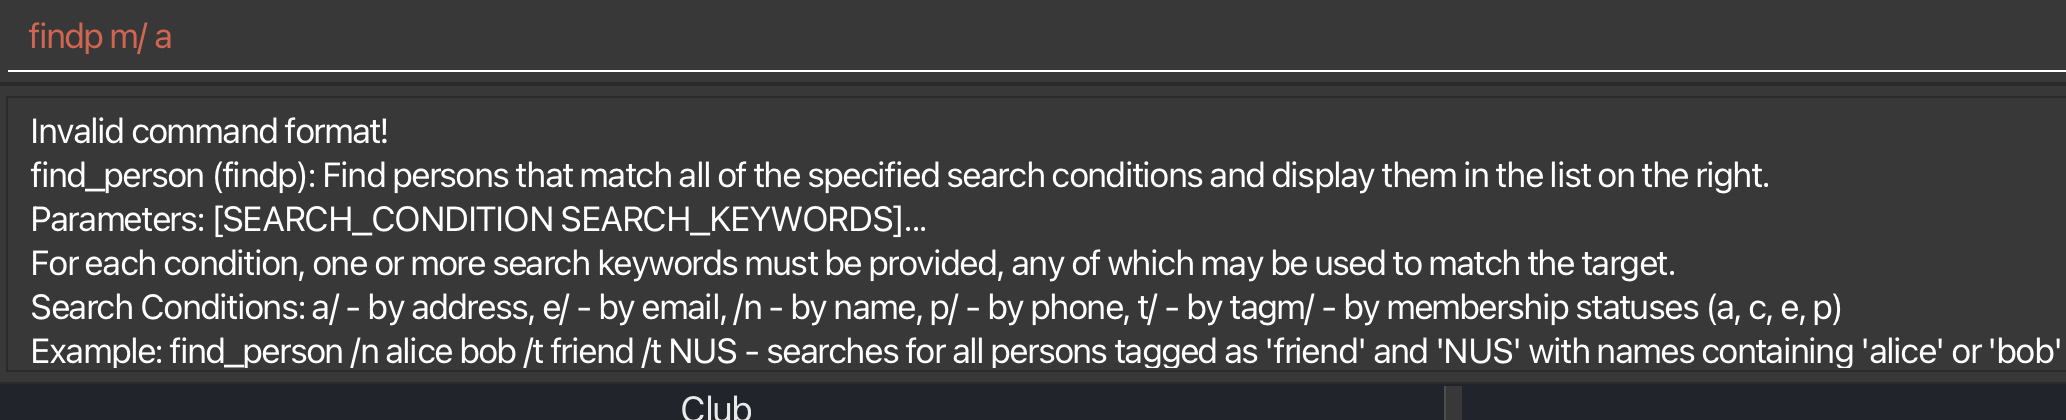 findp m/ a
Invalid command format!
find_person (findp): Find persons that match all of the specified search conditions and display them in the list on the right.
Parameters: [SEARCH_CONDITION SEARCH_KEYWORDS]...
For each condition, one or more search keywords must be provided, any of which may be used to match the target.
Search Conditions: a/ - by address, e/ - by email, /n - by name, p/ - by phone, t/ - by tagm/ - by membership statuses (a, c, e, p)
Example: find_person /n alice bob /t friend /t NUS - searches for all persons tagged as 'friend' and 'NUS' with names containing 'alice' or 'bob'
Club